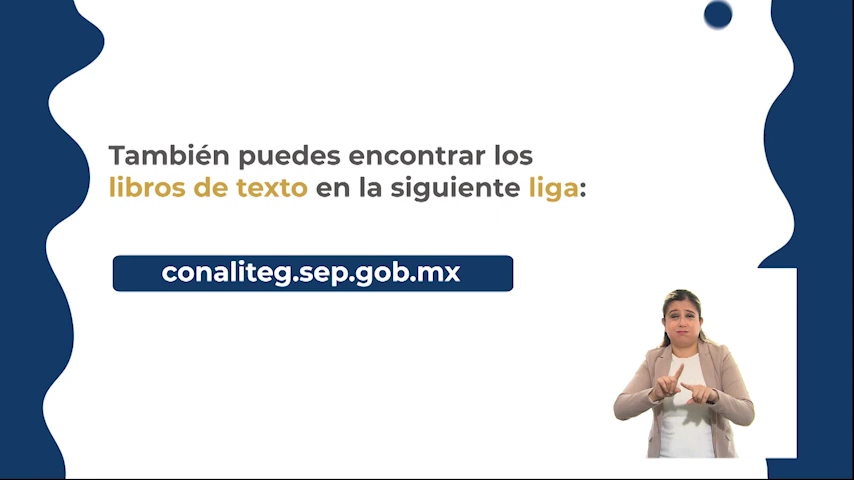 También puedes encontrar los
libros de texto en la siguiente liga:
conaliteg.sep.gob.mx